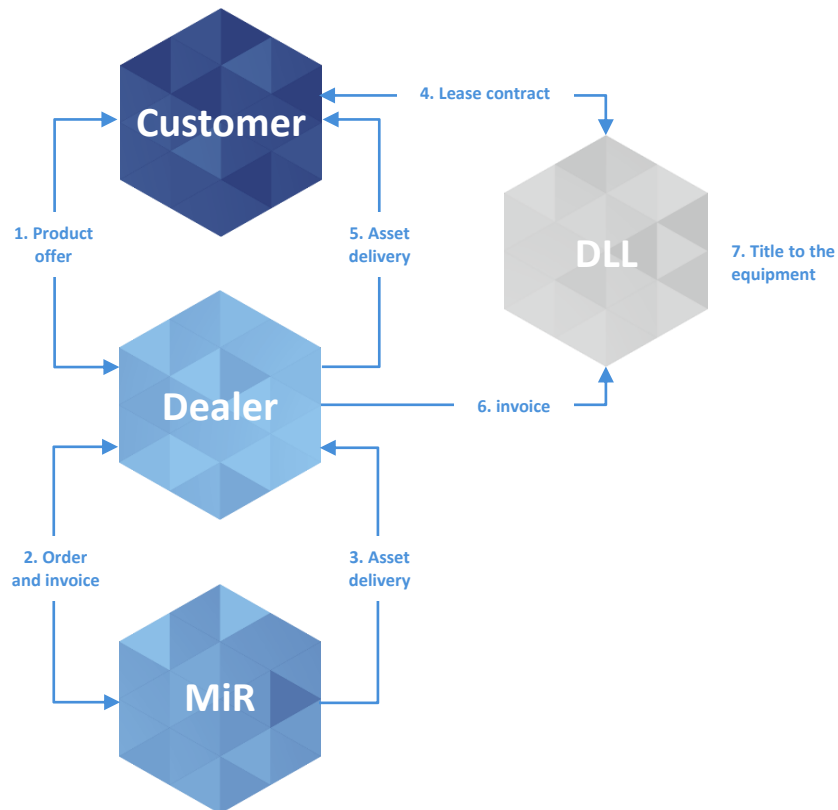 Customer
4. Lease contract
1. Product
offer
5. Asset
delivery
DLL
7. Title to the
equipment
Dealer
6. invoice
2. Order
and invoice
3. Asset
delivery
MiR